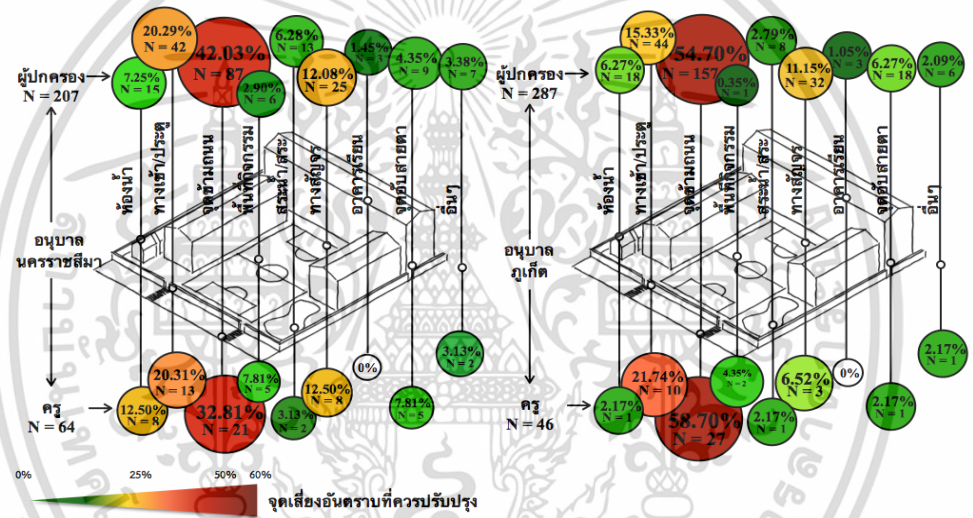 20.29%
N = 42
42.03%
N = 87
6.28%
N = 13
1.45%
N = 3
4.35%
N = 9
3.38%
N = 7
7.25%
N = 15
2.90%
N = 6
12.08%
N = 25
ผู้ปกครอง
N = 207
ห้องน้ำ
ทางเข้า/ประตู
จุดข้ามถนน
พื้นที่กิจกรรม
สระน้ำ/สระ
ทางสัญจร
อาคารเรียน
จุดอับสายตา
อื่นๆ
อนุบาล
นครราชสีมา
20.31%
N = 13
32.81%
N = 21
7.81%
N = 5
3.13%
N = 2
12.50%
N = 8
0%
7.81%
N = 5
3.13%
N = 2
12.50%
N = 8
ครู
N = 64
15.33%
N = 44
54.70%
N = 157
2.79%
N = 8
1.05%
N = 3
6.27%
N = 18
2.09%
N = 6
6.27%
N = 18
0.35%
N = 1
11.15%
N = 32
ผู้ปกครอง
N = 287
ห้องน้ำ
ทางเข้า/ประตู
จุดข้ามถนน
พื้นที่กิจกรรม
สระน้ำ/สระ
ทางสัญจร
อาคารเรียน
จุดอับสายตา
อื่นๆ
อนุบาล
ภูเก็ต
21.74%
N = 10
58.70%
N = 27
4.35%
N = 2
2.17%
N = 1
6.52%
N = 3
0%
2.17%
N = 1
2.17%
N = 1
2.17%
N = 1
ครู
N = 46
0% 25% 50% 60%
จุดเสี่ยงอันตราบที่ควรปรับปรุง